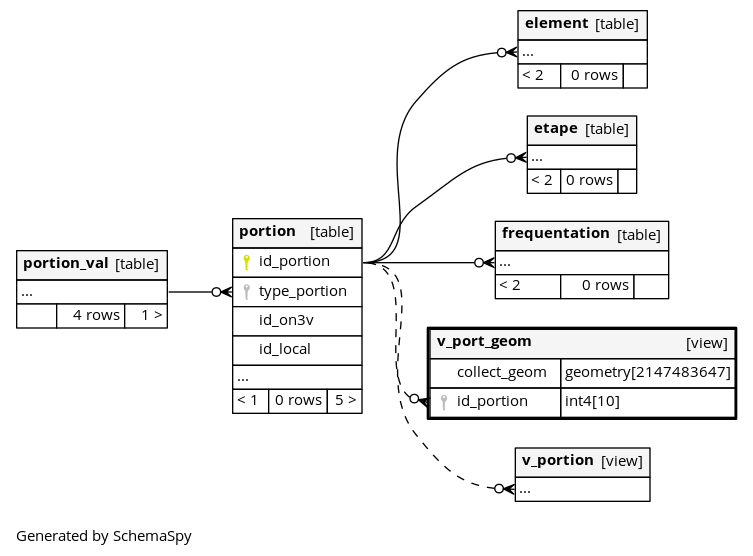 element [table]
...
< 2 0 rows
etape [table]
...
< 2 0 rows
portion [table]
id_portion
type_portion
id_on3v
id_local
...
< 1 0 rows 5 >
frequentation [table]
...
< 2 0 rows
portion_val [table]
...
4 rows 1 >
v_port_geom [view]
collect_geom geometry[2147483647]
id_portion int4[10]
v_portion [view]
...
Generated by SchemaSpy